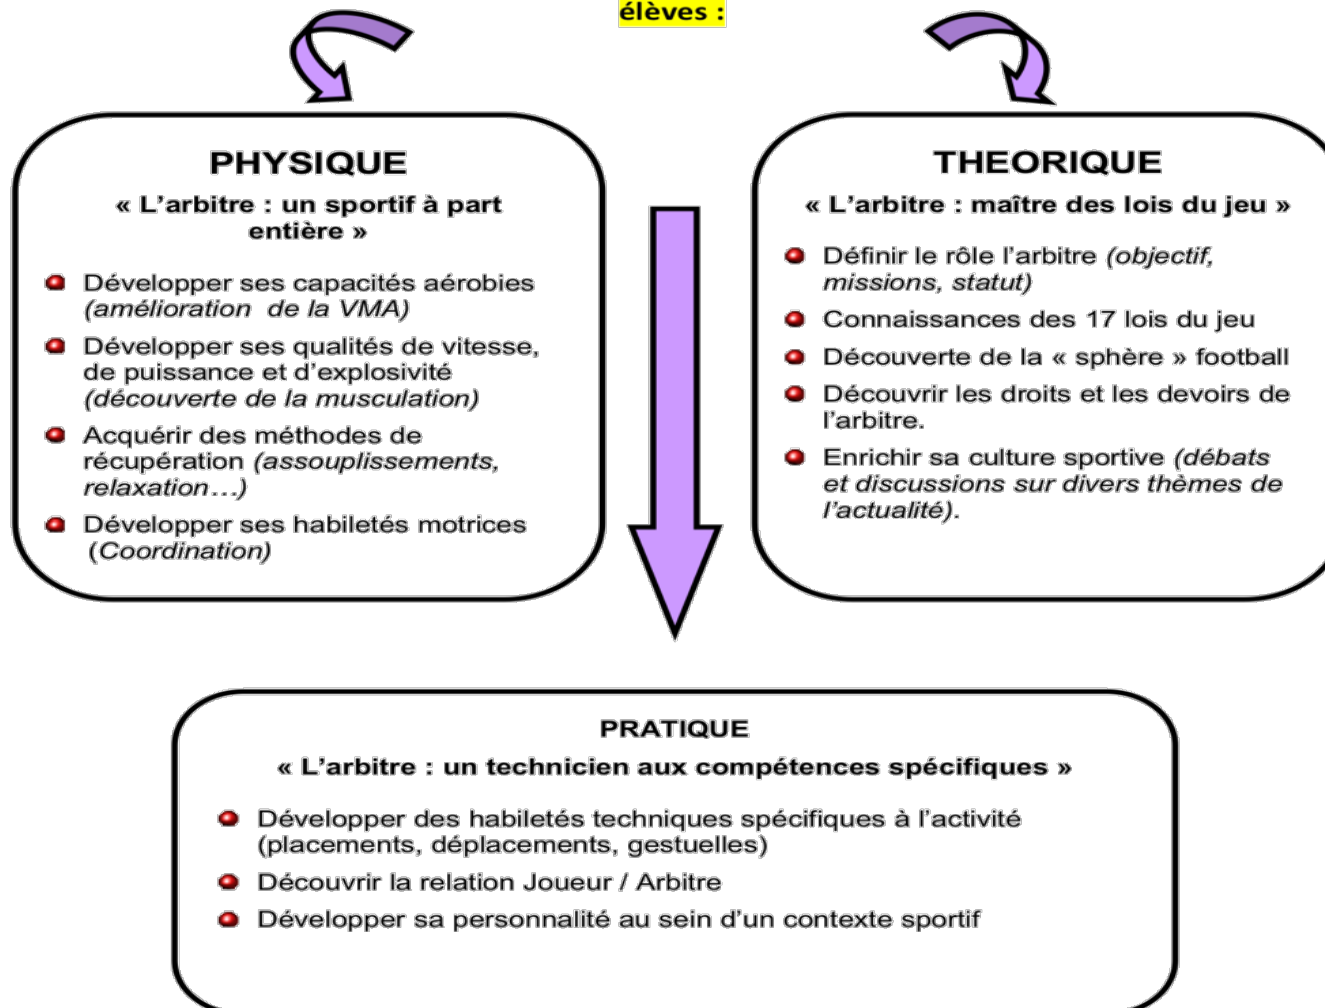 élèves :
PHYSIQUE
« L'arbitre : un sportif à part
entière »
Développer ses capacités aérobies
(amélioration de la VMA)
Développer ses qualités de vitesse,
de puissance et d'explosivité
(découverte de la musculation)
Acquérir des méthodes de
récupération (assouplissements,
relaxation…)
Développer ses habiletés motrices
(Coordination)
THEORIQUE
« L'arbitre : maître des lois du jeu »
Définir le rôle l'arbitre (objectif,
missions, statut)
Connaissances des 17 lois du jeu
Découverte de la « sphère » football
Découvrir les droits et les devoirs de
l'arbitre.
Enrichir sa culture sportive (débats
et discussions sur divers thèmes de
l'actualité).
PRATIQUE
« L'arbitre : un technicien aux compétences spécifiques »
Développer des habiletés techniques spécifiques à l'activité
(placements, déplacements, gestuelles)
Découvrir la relation Joueur / Arbitre
Développer sa personnalité au sein d'un contexte sportif